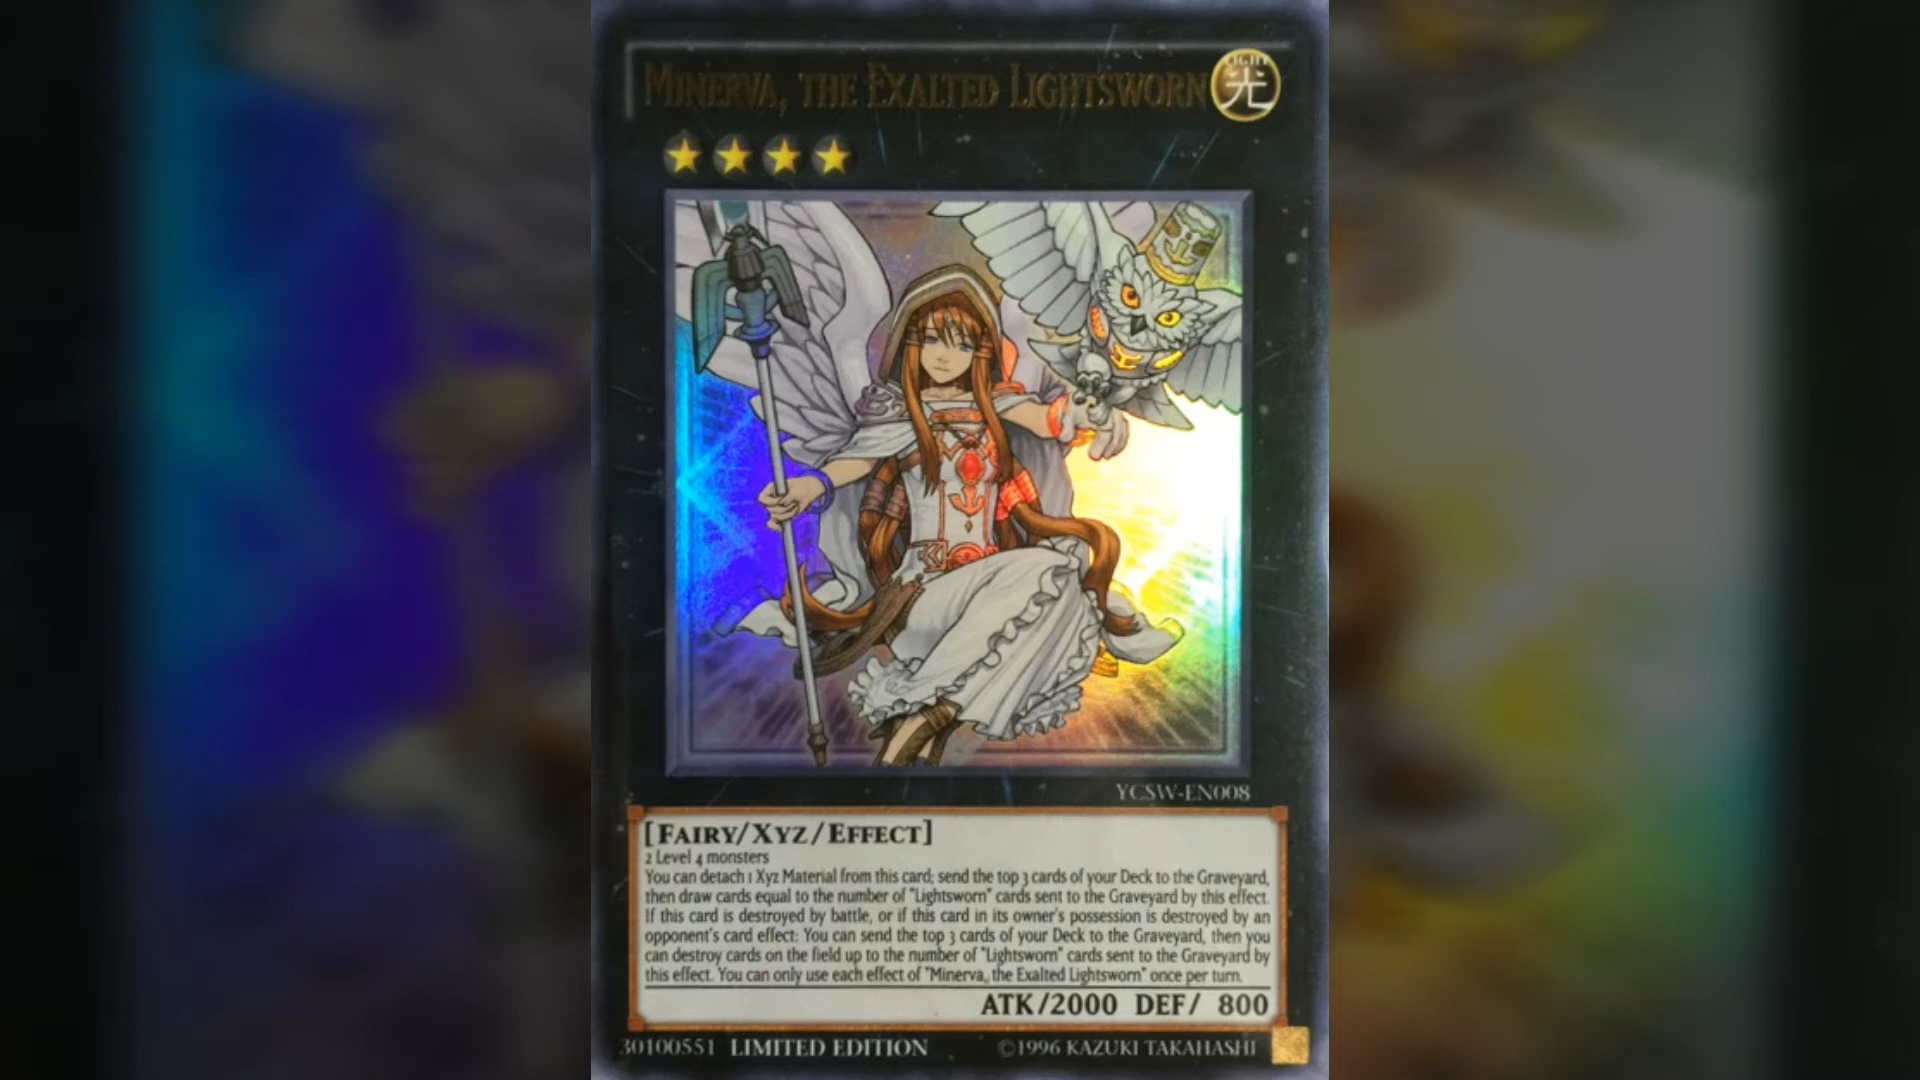 MINERVA, THE EXALTED LIGHTSWORN
LIGHT
光
YCSW-EN008
[FAIRY/XYZ/EFFECT]
2 Level 4 monsters
You can detach 1 Xyz Material from this card; send the top 3 cards of your Deck to the Graveyard,
then draw cards equal to the number of "Lightsworn" cards sent to the Graveyard by this effect.
If this card is destroyed by battle, or if this card in its owner's possession is destroyed by an
opponent's card effect: You can send the top 3 cards of your Deck to the Graveyard, then you
can destroy cards on the field up to the number of "Lightsworn" cards sent to the Graveyard by
this effect. You can only use each effect of "Minerva, the Exalted Lightsworn" once per turn.
ATK/2000 DEF/ 800
30100551 LIMITED EDITION ©1996 KAZUKI TAKAHASHI